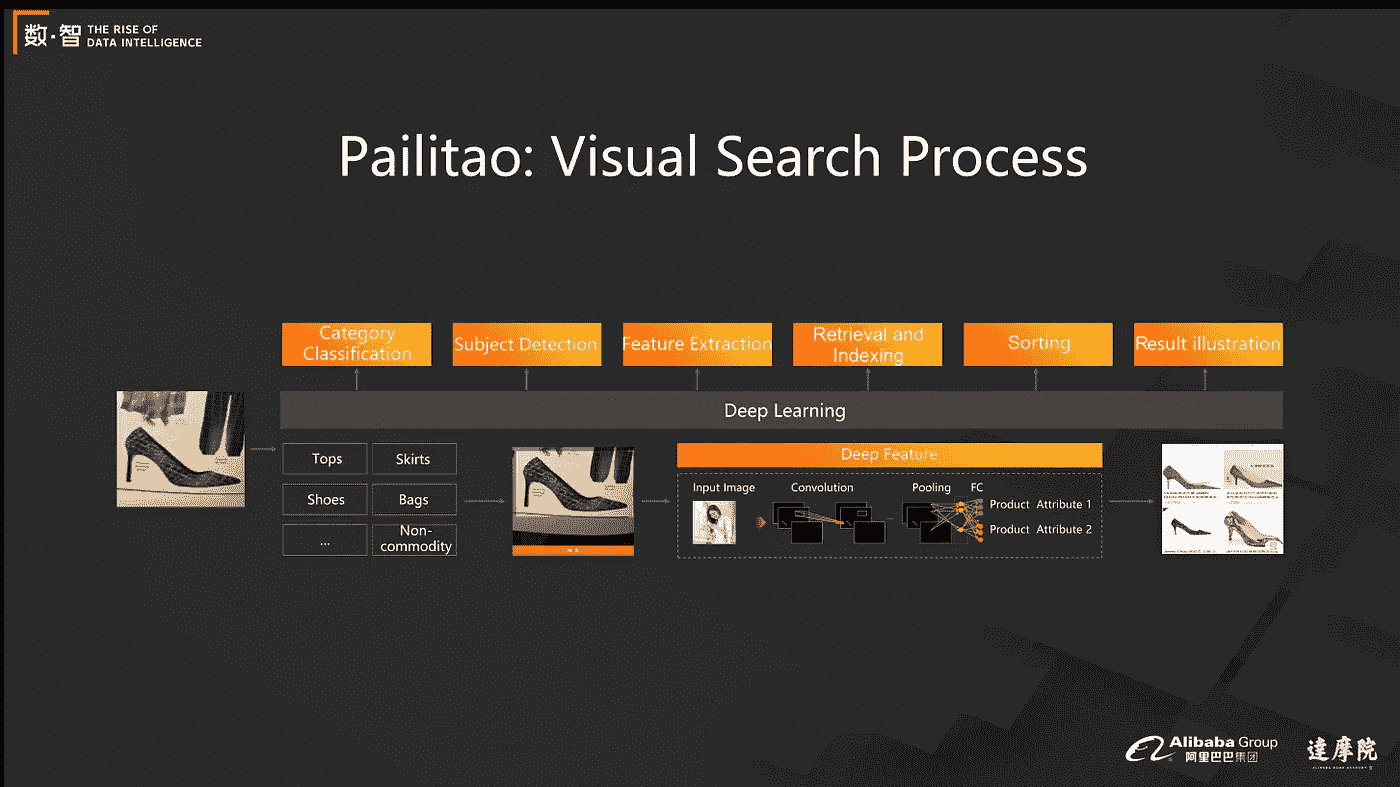 数·智 THE RISE OF
DATA INTELLIGENCE
Pailitao: Visual Search Process
Category
Classification
Subject Detection
Feature Extraction
Retrieval and
Indexing
Sorting
Result illustration
Deep Learning
Tops
Skirts
Shoes
Bags
...
Non-
commodity
Deep Feature
Input Image
Convolution
Pooling
FC
Product Attribute 1
Product Attribute 2
...
Alibaba Group
阿里巴巴集团
達摩院